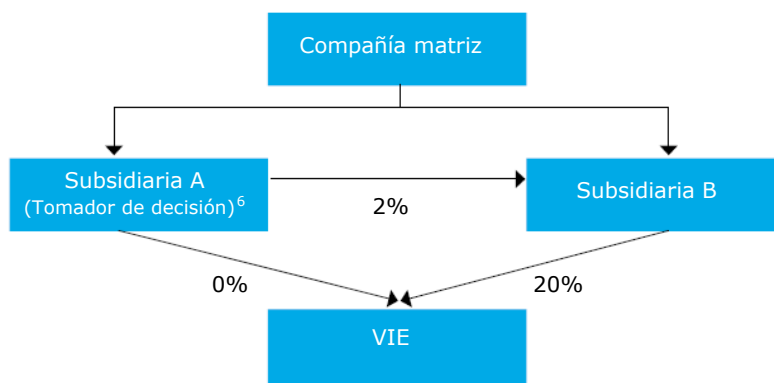 Compañía matriz
Subsidiaria A
(Tomador de decisión)⁶
2%
Subsidiaria B
0%
20%
VIE